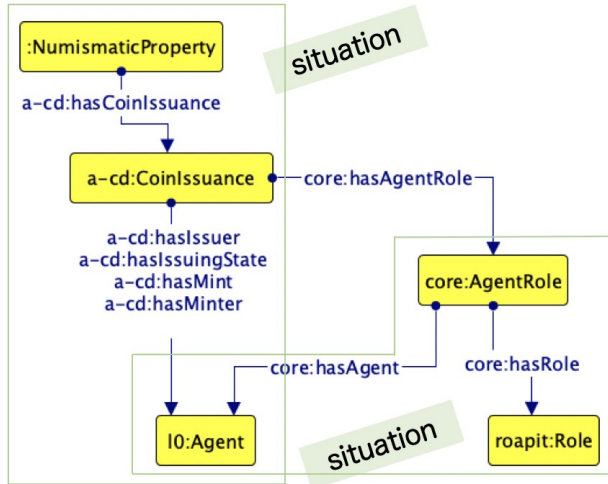 :NumismaticProperty
situation
a-cd:hasCoinIssuance
a-cd:CoinIssuance
core:hasAgentRole
a-cd:hasIssuer
a-cd:hasIssuingState
a-cd:hasMint
a-cd:hasMinter
core:AgentRole
core:hasAgent
core:hasRole
l0:Agent
situation
roapit:Role